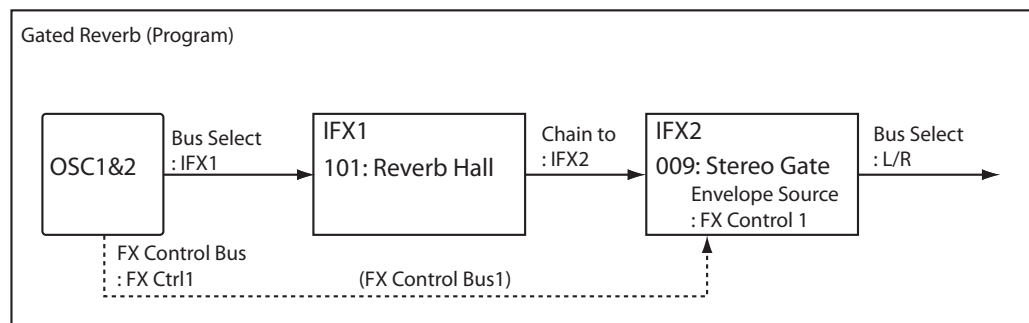 Gated Reverb (Program)
OSC1&2
Bus Select
: IFX1
IFX1
101: Reverb Hall
Chain to
: IFX2
IFX2
009: Stereo Gate
Envelope Source
: FX Control 1
Bus Select
: L/R
FX Control Bus
: FX Ctrl1
(FX Control Bus1)